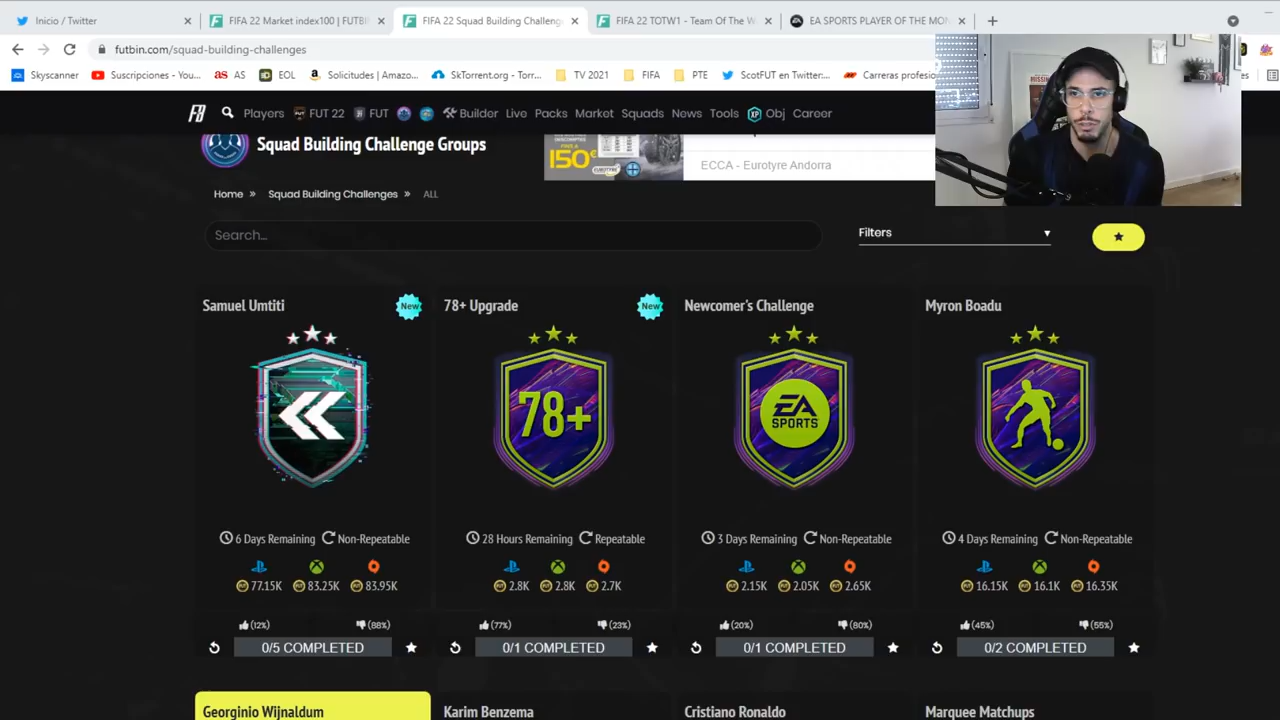 Inicio / Twitter
FIFA 22 Market index100 | FUTBI
FIFA 22 Squad Building Challeng
FIFA 22 TOTW1 - Team Of The W
EA SPORTS PLAYER OF THE MON
futbin.com/squad-building-challenges
Skyscanner
Suscripciones - You...
AS
EOL
Solicitudes | Amazo...
SkTorrent.org - Torr...
TV 2021
FIFA
PTE
ScotFUT en Twitter:...
Carreras profesio
Players
FUT 22
FUT
Builder
Live
Packs
Market
Squads
News
Tools
Obj
Career
Squad Building Challenge Groups
150€
ECCA - Eurotyre Andorra
Home » Squad Building Challenges » ALL
Search...
Filters
Samuel Umtiti
New
78+ Upgrade
New
Newcomer's Challenge
Myron Boadu
78+
EA
SPORTS
6 Days Remaining Non-Repeatable
28 Hours Remaining Repeatable
3 Days Remaining Non-Repeatable
4 Days Remaining Non-Repeatable
77.15K 83.25K 83.95K
2.8K 2.8K 2.7K
2.15K 2.05K 2.65K
16.15K 16.1K 16.35K
(12%) (88%)
(77%) (23%)
(20%) (80%)
(45%) (55%)
0/5 COMPLETED
0/1 COMPLETED
0/1 COMPLETED
0/2 COMPLETED
Georginio Wijnaldum
Karim Benzema
Cristiano Ronaldo
Marquee Matchups